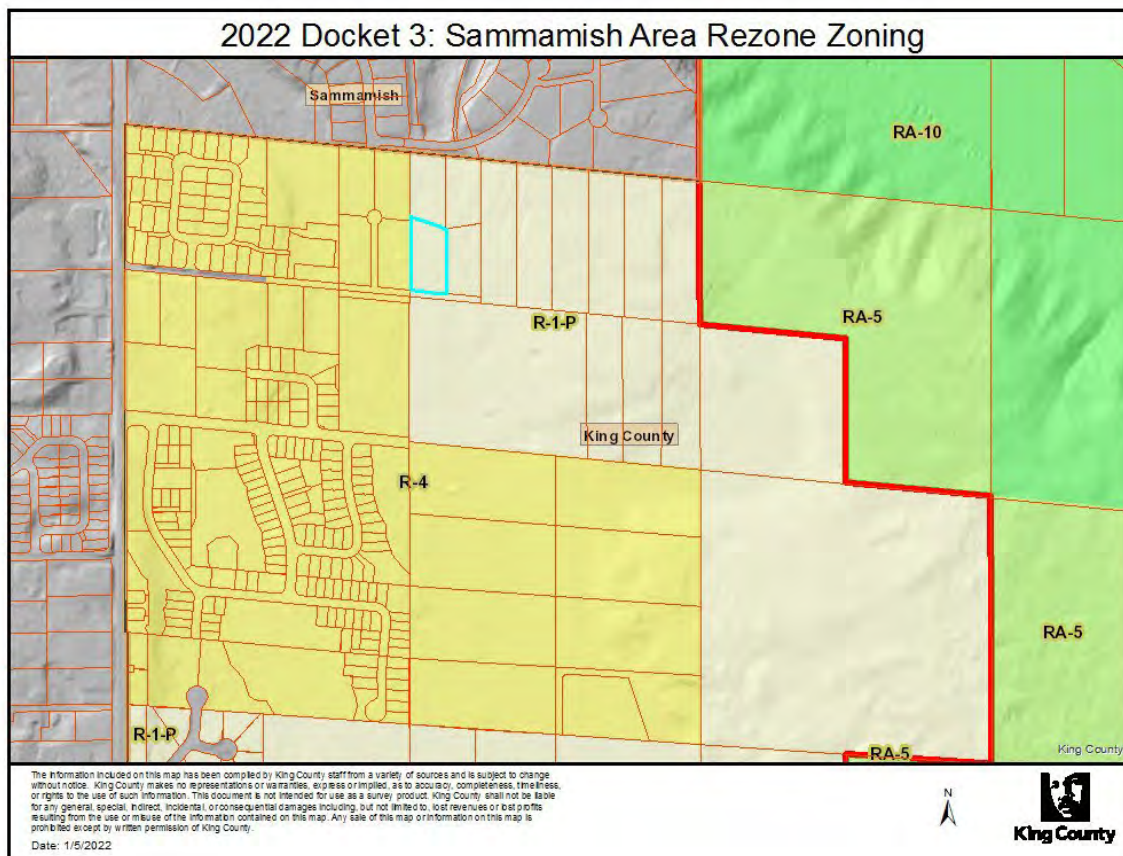 2022 Docket 3: Sammamish Area Rezone Zoning
Sammamish
RA-10
RA-5
R-1-P
King County
R-4
RA-5
R-1-P
RA-5
King County
The information included on this map has been compiled by King County staff from a variety of sources and is subject to change
without notice. King County makes no representations or warranties, express or implied, as to accuracy, completeness, timeliness,
or rights to the use of such information. This document is not intended for use as a survey product. King County shall not be liable
for any general, special, indirect, incidental, or consequential damages including, but not limited to, lost revenues or lost profits
resulting from the use or misuse of the information contained on this map. Any sale of this map or information on this map is
prohibited except by written permission of King County.
Date: 1/5/2022
N
King County